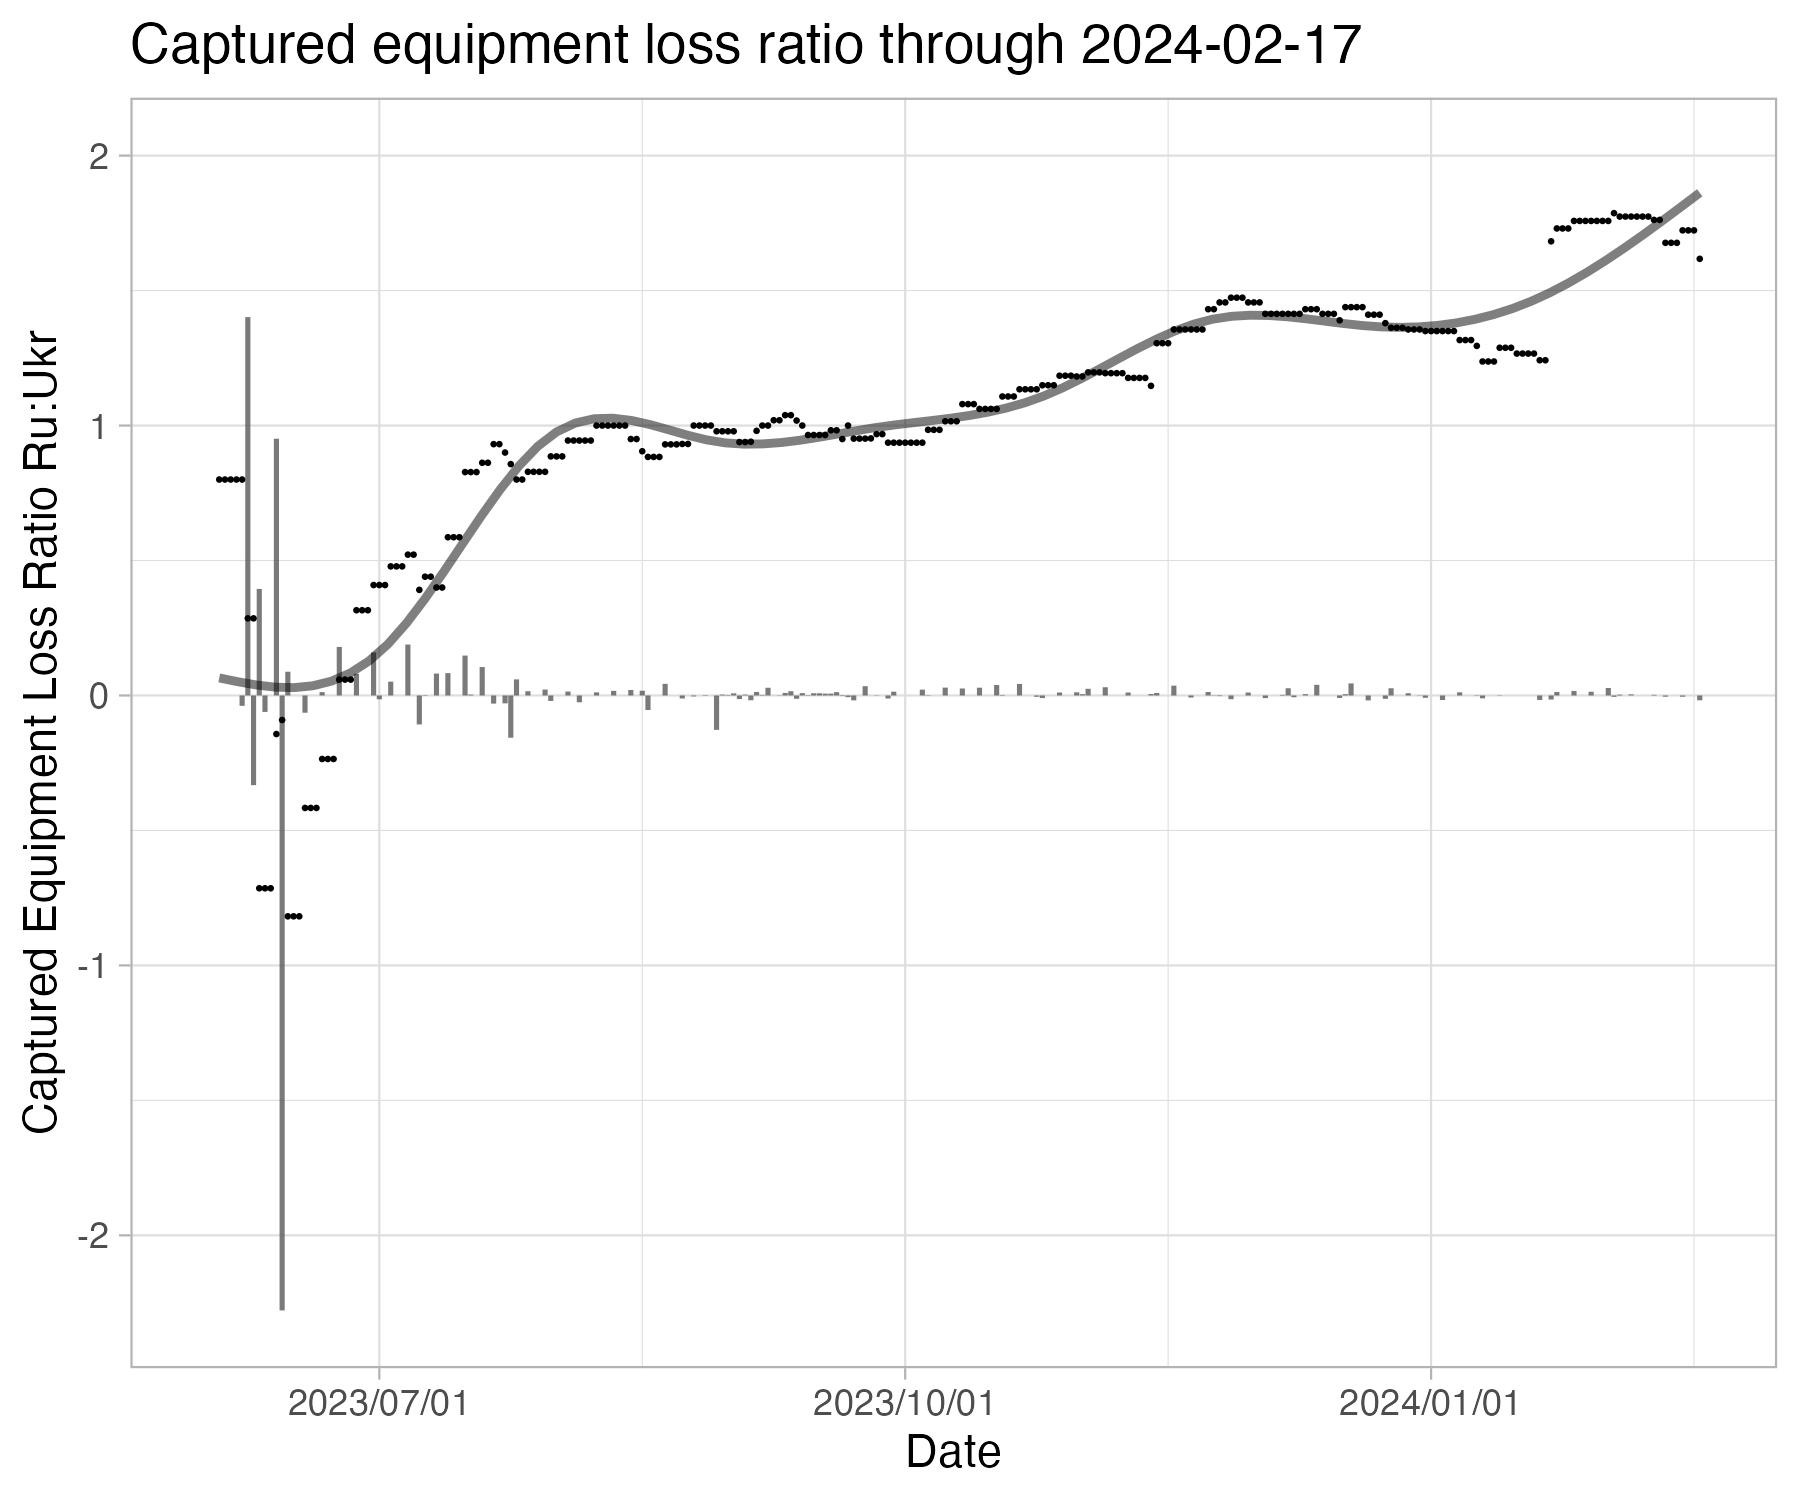 Captured equipment loss ratio through 2024-02-17
Captured Equipment Loss Ratio Ru:Ukr
2
1
0
-1
-2
2023/07/01
2023/10/01
2024/01/01
Date